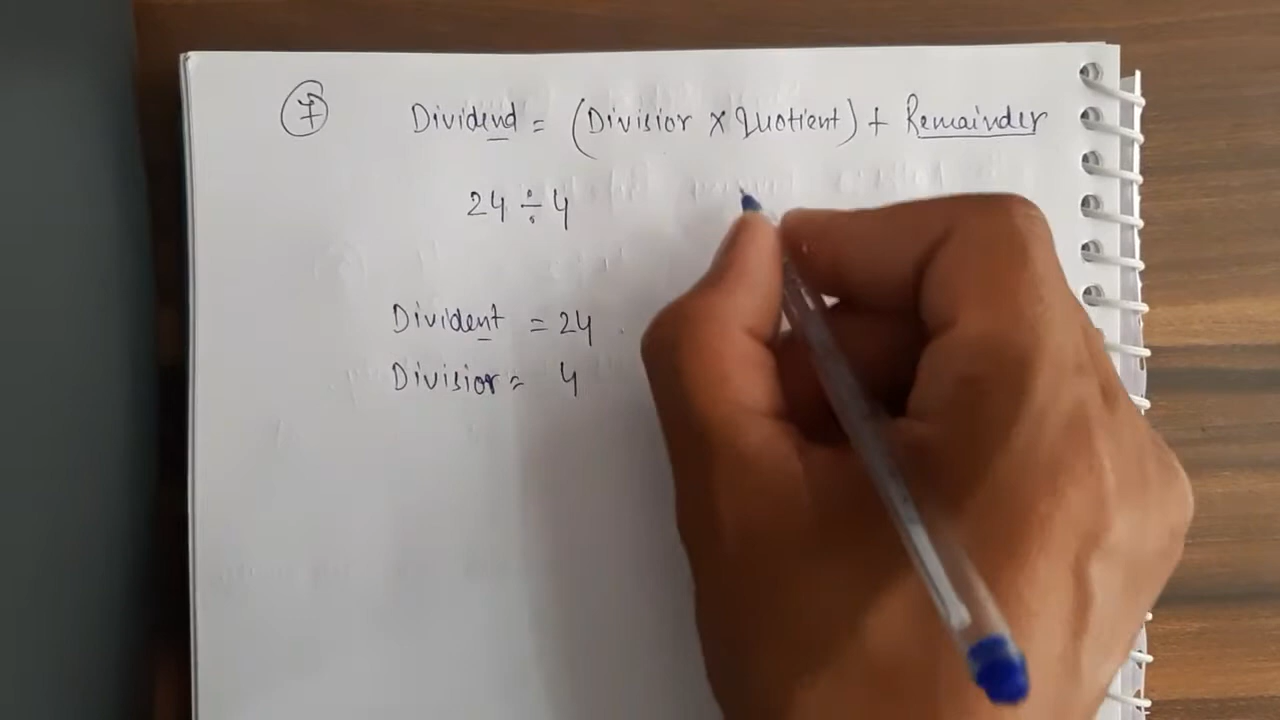 7 Dividend = (Divisior × Quotient) + Remainder
24 ÷ 4
Divident = 24
Divisior = 4